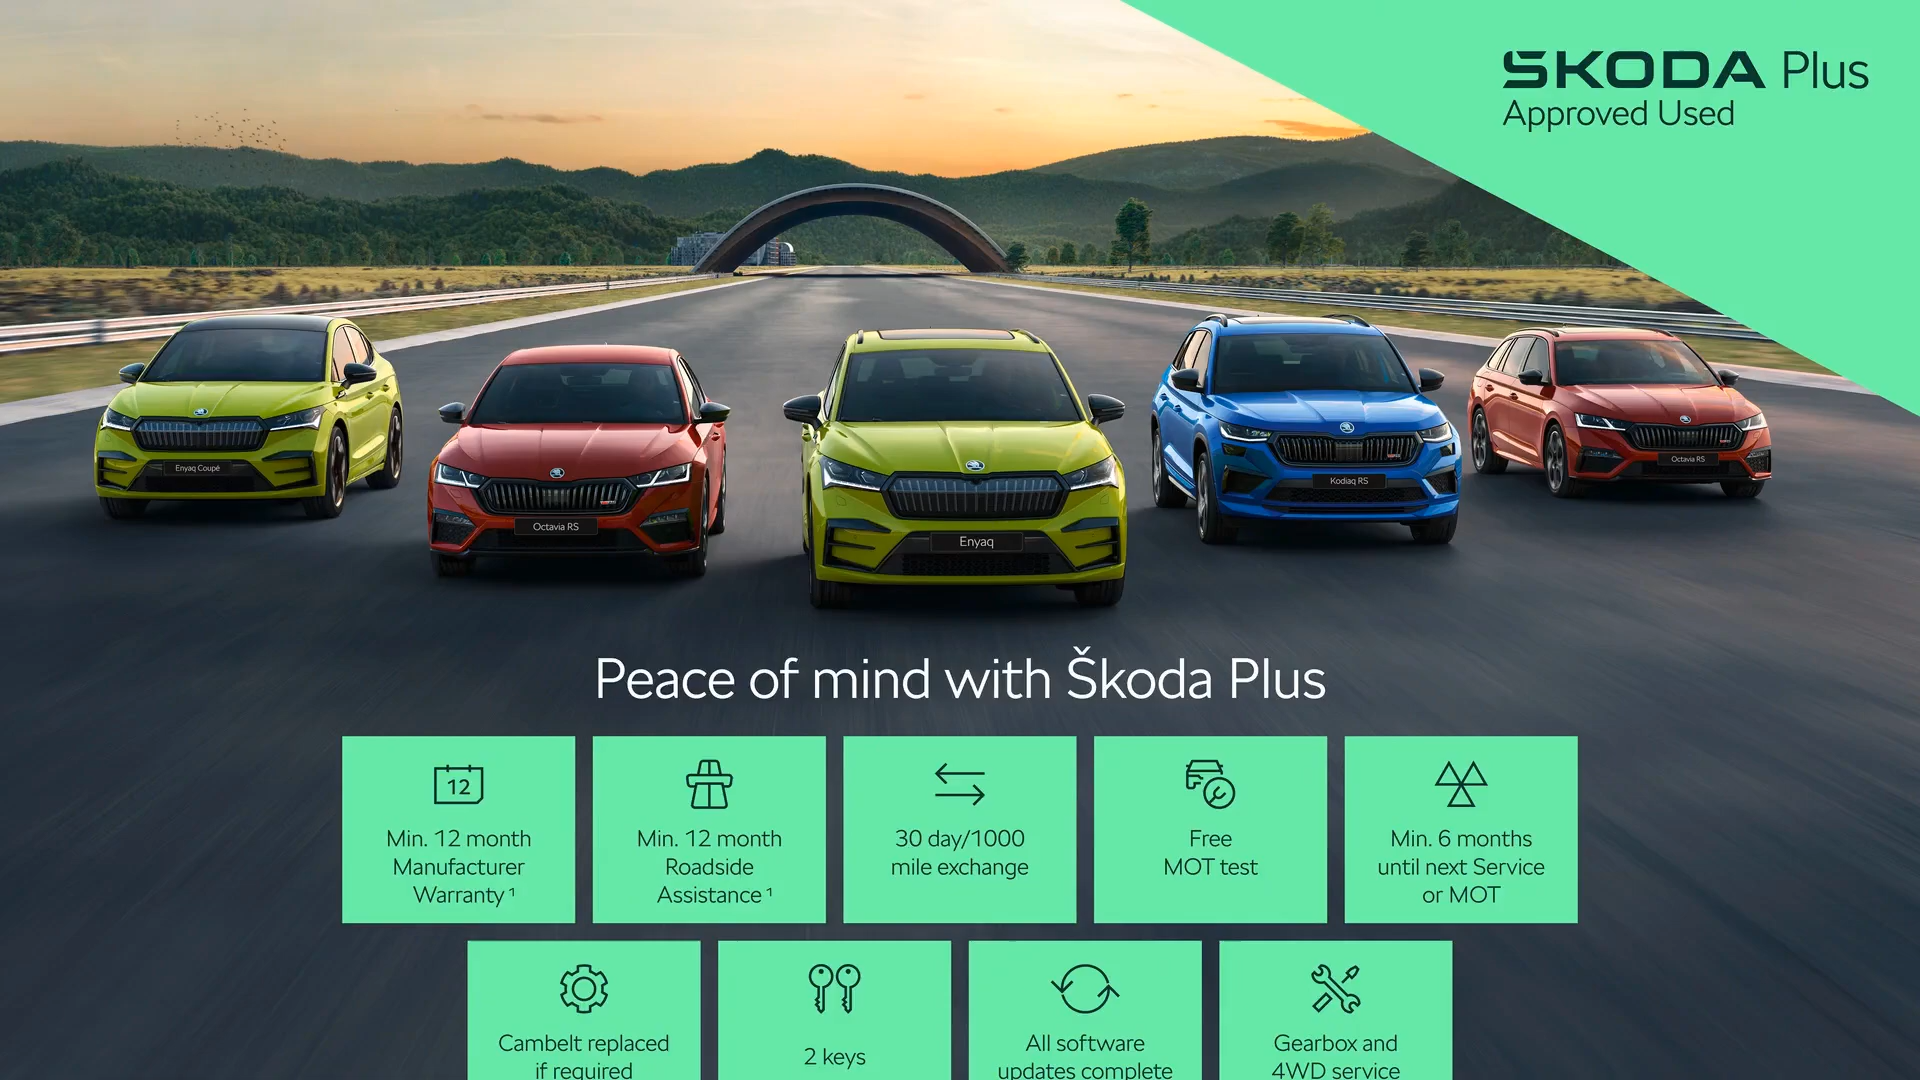 ŠKODA Plus
Approved Used
Enyaq Coupé
Octavia RS
Enyaq
Kodiaq RS
Octavia RS
Peace of mind with Škoda Plus
12
Min. 12 month
Manufacturer
Warranty ¹
Min. 12 month
Roadside
Assistance ¹
30 day/1000
mile exchange
Free
MOT test
Min. 6 months
until next Service
or MOT
Cambelt replaced
if required
2 keys
All software
updates complete
Gearbox and
4WD service